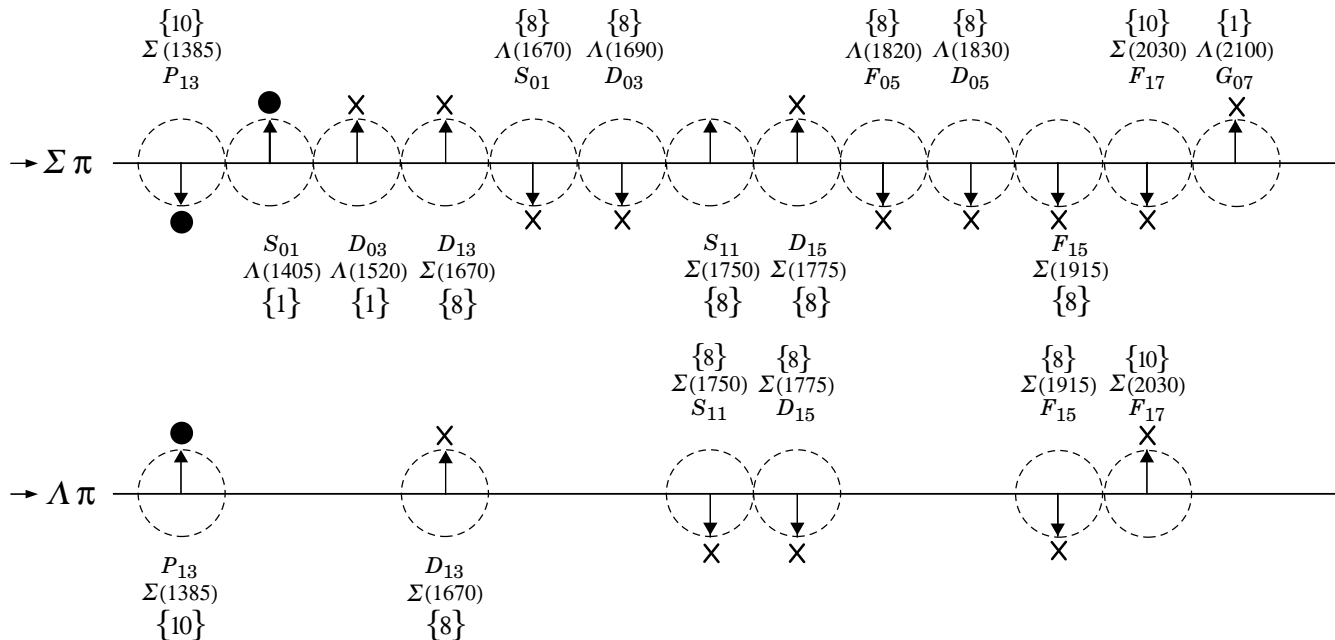 {10} {8} {8} {8} {8} {10} {1}
Σ(1385) Λ(1670) Λ(1690) Λ(1820) Λ(1830) Σ(2030) Λ(2100)
P13 S01 D03 F05 D05 F17 G07
→ Σ π
S01 D03 D13 S11 D15 F15
Λ(1405) Λ(1520) Σ(1670) Σ(1750) Σ(1775) Σ(1915)
{1} {1} {8} {8} {8} {8}
{8} {8} {8} {10}
Σ(1750) Σ(1775) Σ(1915) Σ(2030)
S11 D15 F15 F17
→ Λ π
P13 D13
Σ(1385) Σ(1670)
{10} {8}